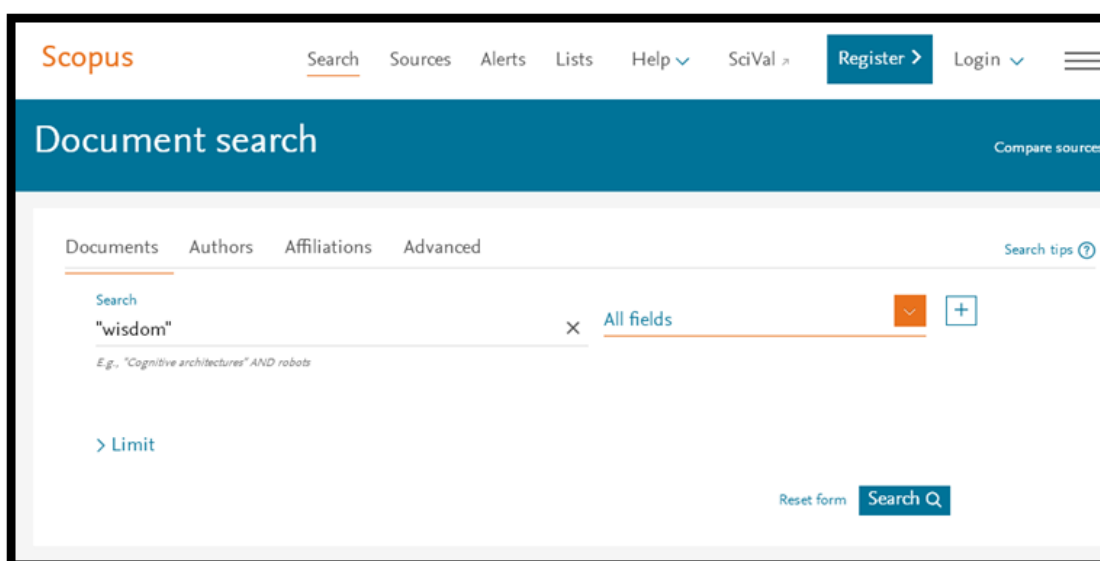 Scopus Search Sources Alerts Lists Help SciVal Register Login
Document search
Compare sources
Documents Authors Affiliations Advanced Search tips
Search
"wisdom" All fields
E.g., "Cognitive architectures" AND robots
Limit
Reset form Search